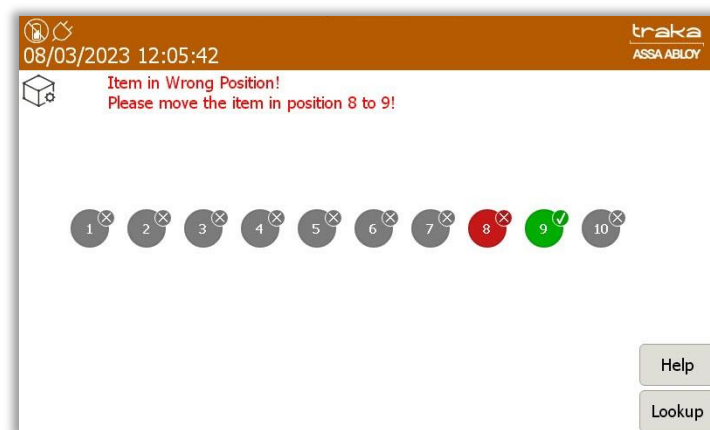 traka
08/03/2023 12:05:42
ASSA ABLOY
Item in Wrong Position!
Please move the item in position 8 to 9!
1 2 3 4 5 6 7 8 9 10
Help
Lookup